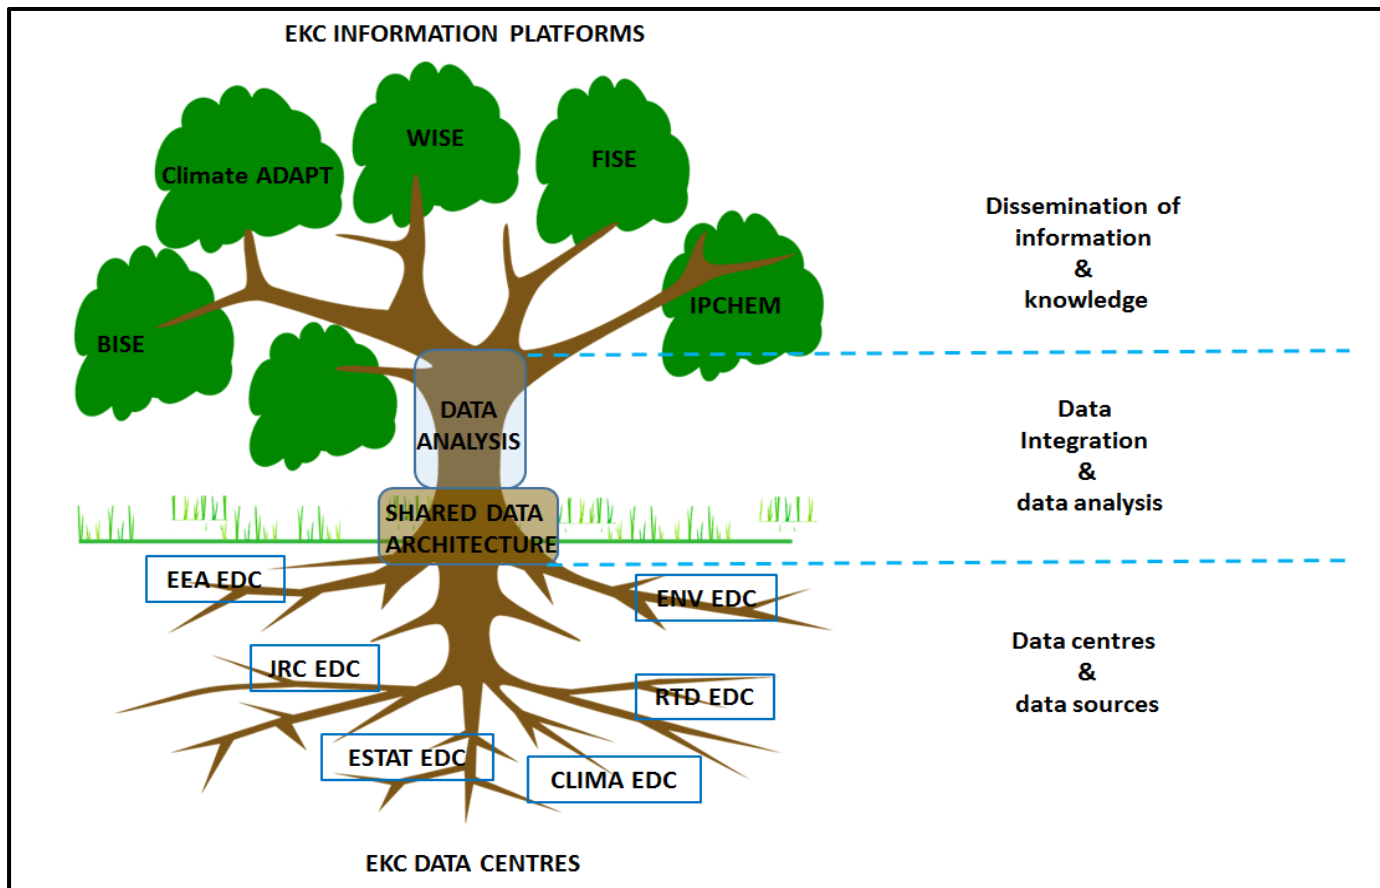 EKC INFORMATION PLATFORMS
WISE
FISE
Climate ADAPT
IPCHEM
BISE
Dissemination of
information
&
knowledge
DATA
ANALYSIS
Data
Integration
&
data analysis
SHARED DATA
ARCHITECTURE
EEA EDC
ENV EDC
JRC EDC
RTD EDC
ESTAT EDC
CLIMA EDC
Data centres
&
data sources
EKC DATA CENTRES